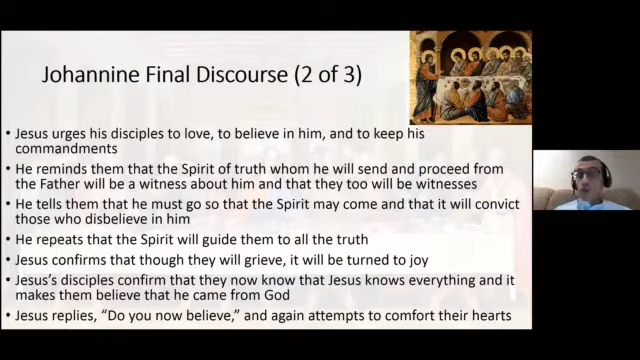 Johannine Final Discourse (2 of 3)
• Jesus urges his disciples to love, to believe in him, and to keep his
commandments
• He reminds them that the Spirit of truth whom he will send and proceed from
the Father will be a witness about him and that they too will be witnesses
• He tells them that he must go so that the Spirit may come and that it will convict
those who disbelieve in him
• He repeats that the Spirit will guide them to all the truth
• Jesus confirms that though they will grieve, it will be turned to joy
• Jesus's disciples confirm that they now know that Jesus knows everything and it
makes them believe that he came from God
• Jesus replies, “Do you now believe,” and again attempts to comfort their hearts